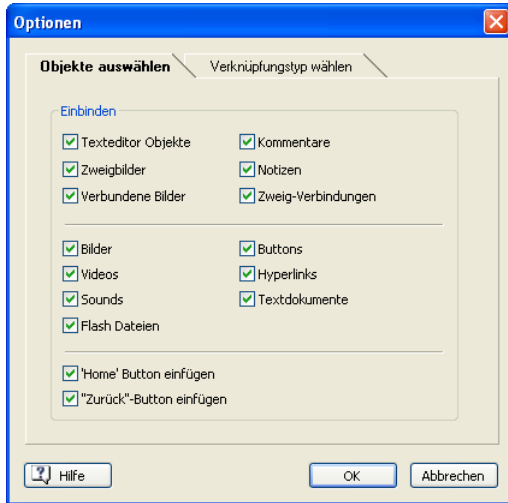 Optionen
Objekte auswählen Verknüpfungstyp wählen
Einbinden
Texteditor Objekte Kommentare
Zweigbilder Notizen
Verbundene Bilder Zweig-Verbindungen
Bilder Buttons
Videos Hyperlinks
Sounds Textdokumente
Flash Dateien
'Home' Button einfügen
"Zurück"-Button einfügen
Hilfe OK Abbrechen